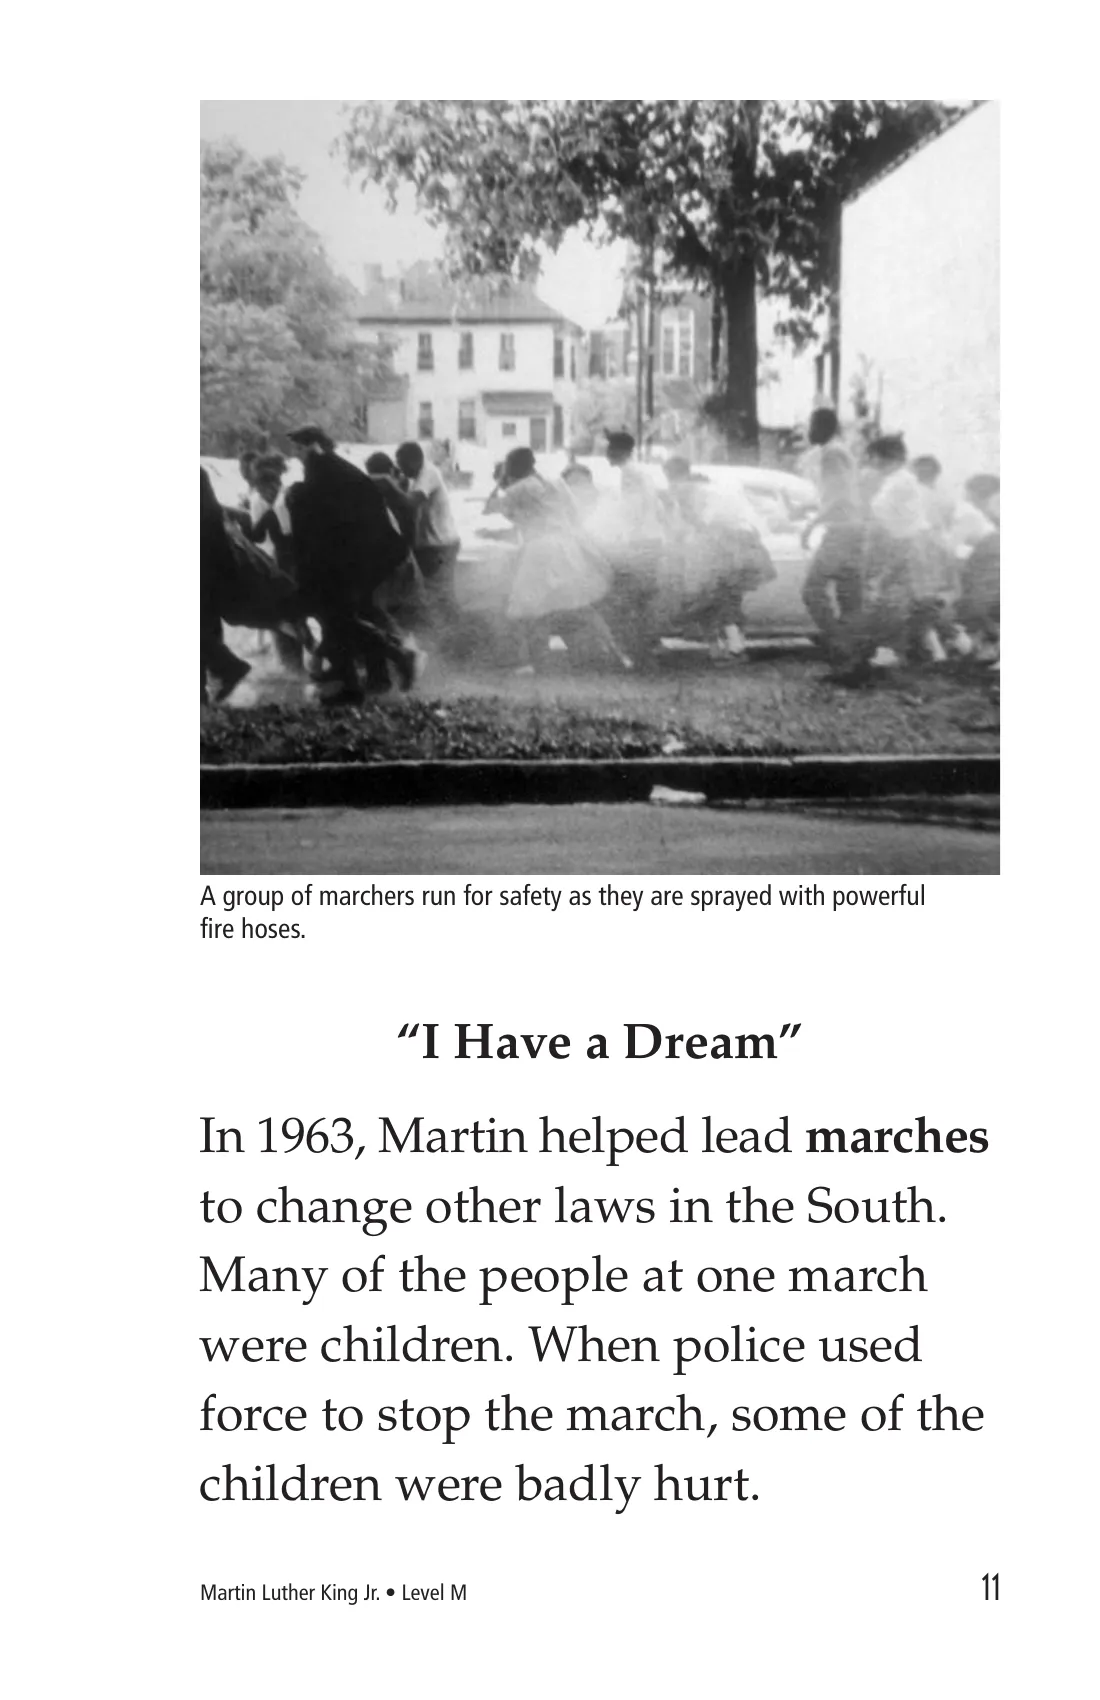 A group of marchers run for safety as they are sprayed with powerful
fire hoses.
“I Have a Dream”
In 1963, Martin helped lead marches
to change other laws in the South.
Many of the people at one march
were children. When police used
force to stop the march, some of the
children were badly hurt.
Martin Luther King Jr. • Level M
11